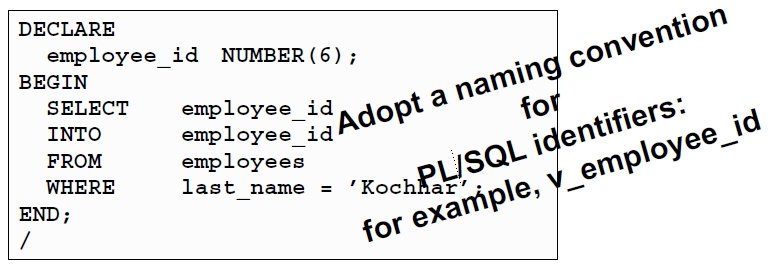 DECLARE
employee_id NUMBER(6);
BEGIN
SELECT employee_id
INTO employee_id
FROM employees
WHERE last_name = ’Kochhar’;
END;
/
Adopt a naming convention
for
PL/SQL identifiers:
for example, v_employee_id